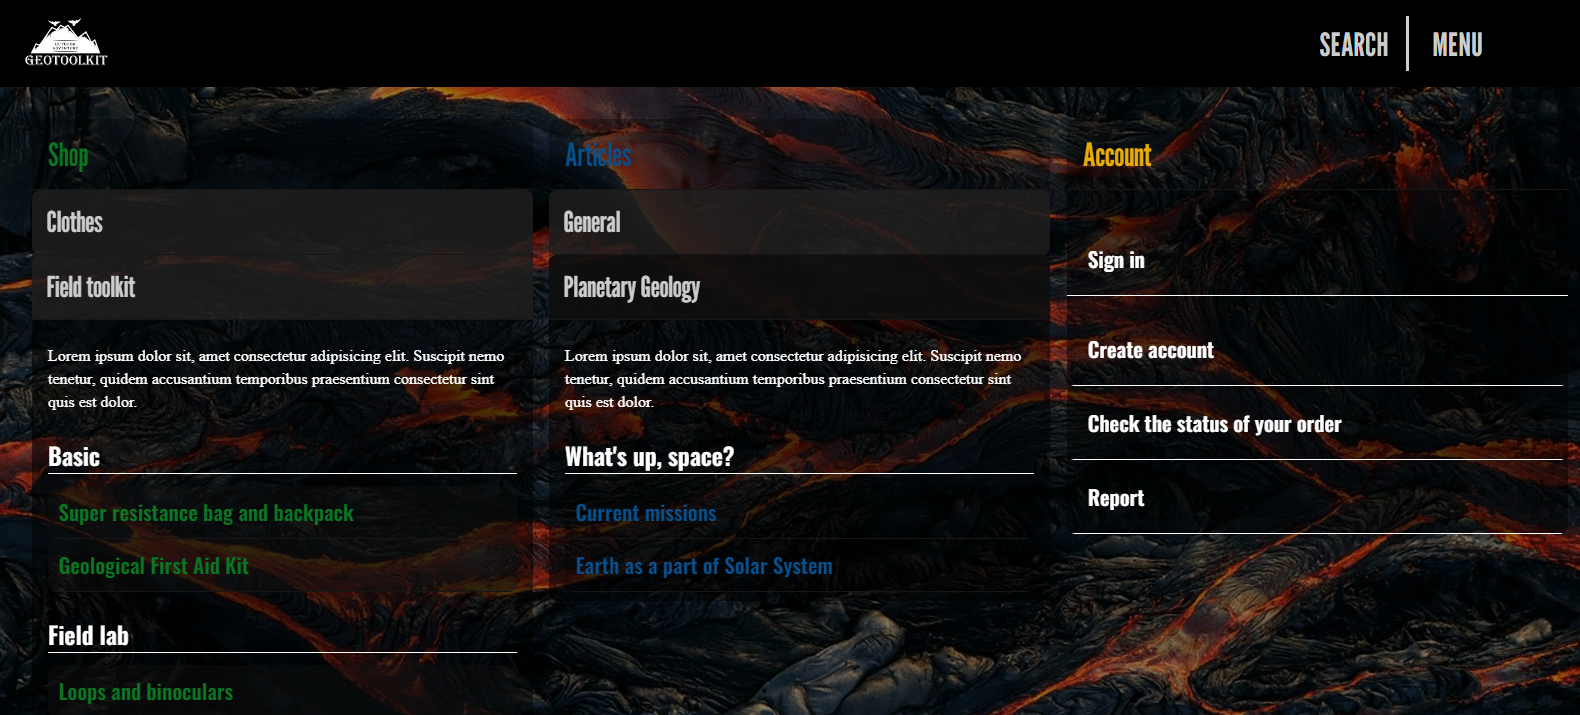 OUTDOOR
ADVENTURE
GEOTOOLKIT
SEARCH
MENU
Shop
Clothes
Field toolkit
Lorem ipsum dolor sit, amet consectetur adipisicing elit. Suscipit nemo
tenetur, quidem accusantium temporibus praesentium consectetur sint
quis est dolor.
Basic
Super resistance bag and backpack
Geological First Aid Kit
Field lab
Loops and binoculars
Articles
General
Planetary Geology
Lorem ipsum dolor sit, amet consectetur adipisicing elit. Suscipit nemo
tenetur, quidem accusantium temporibus praesentium consectetur sint
quis est dolor.
What's up, space?
Current missions
Earth as a part of Solar System
Account
Sign in
Create account
Check the status of your order
Report